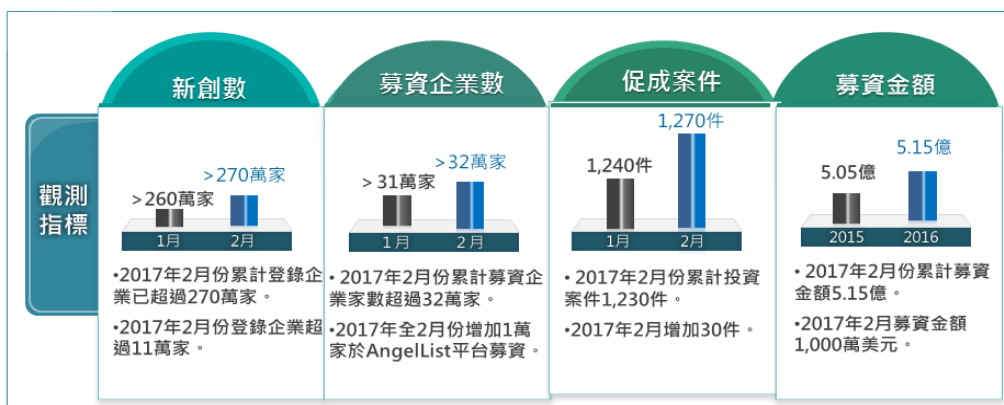 觀測
指標
新創數
>260萬家
>270萬家
1月
2月
•2017年2月份累計登錄企
業已超過270萬家。
•2017年2月份登錄企業超
過11萬家。
募資企業數
>31萬家
>32萬家
1月
2月
•2017年2月份累計募資企
業家數超過32萬家。
•2017年全2月份增加1萬
家於AngelList平台募資。
促成案件
1,240件
1,270件
1月
2月
•2017年2月份累計投資
案件1,230件。
•2017年2月增加30件。
募資金額
5.05億
5.15億
2015
2016
•2017年2月份累計募資
金額5.15億。
•2017年2月募資金額
1,000萬美元。